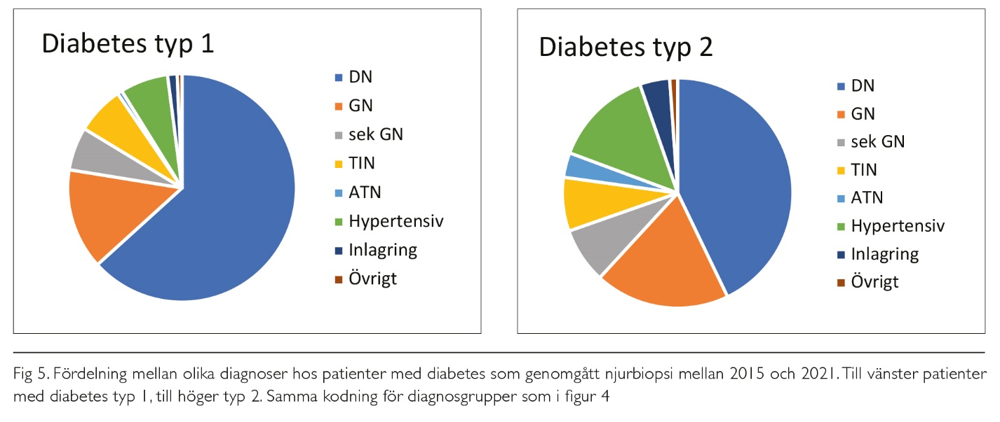 Diabetes typ 1
DN
GN
sek GN
TIN
ATN
Hypertensiv
Inlagring
Övrigt
Diabetes typ 2
DN
GN
sek GN
TIN
ATN
Hypertensiv
Inlagring
Övrigt
Fig 5. Fördelning mellan olika diagnoser hos patienter med diabetes som genomgått njurbiopsi mellan 2015 och 2021. Till vänster patienter
med diabetes typ 1, till höger typ 2. Samma kodning för diagnosgrupper som i figur 4